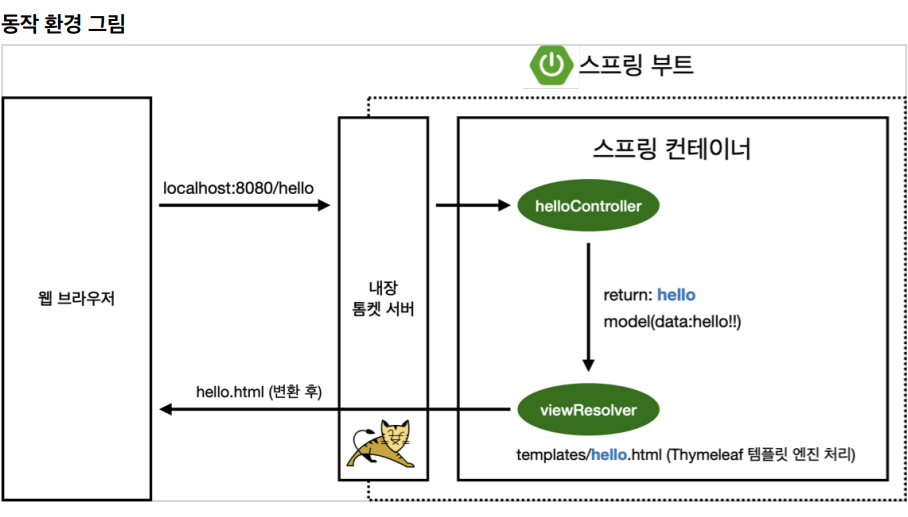 동작 환경 그림
스프링 부트
스프링 컨테이너
localhost:8080/hello
helloController
웹 브라우저
내장
톰켓 서버
return: hello
model(data:hello!!)
hello.html (변환 후)
viewResolver
templates/hello.html (Thymeleaf 템플릿 엔진 처리)